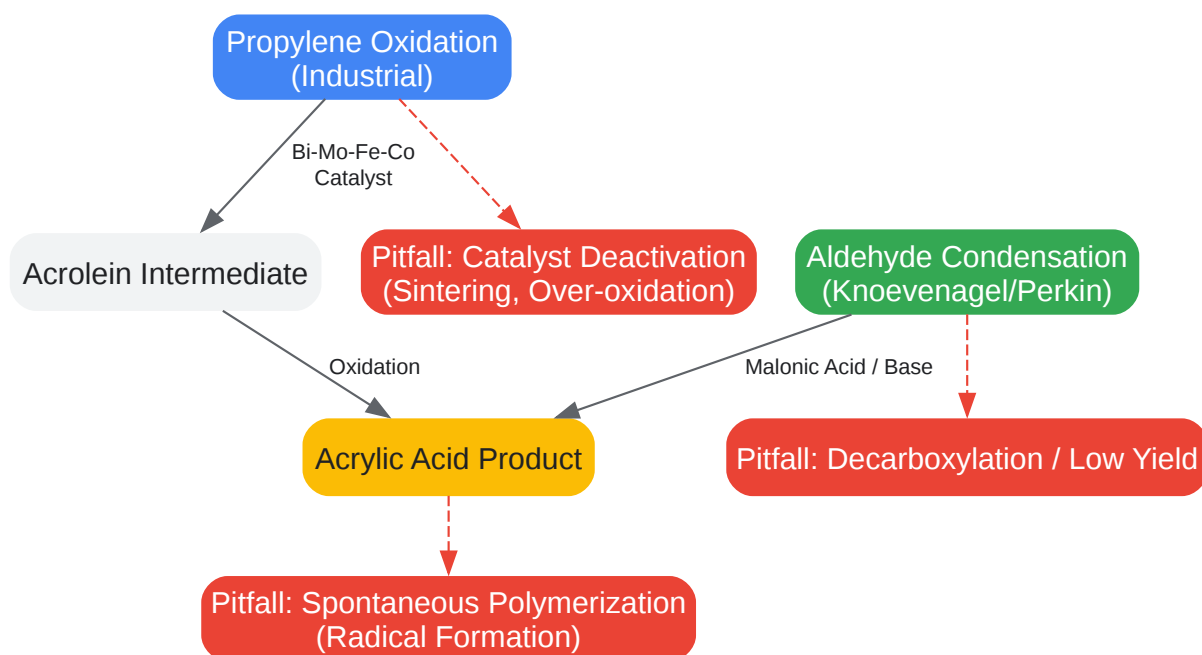 Propylene Oxidation
(Industrial)
Bi-Mo-Fe-Co
Catalyst
Acrolein Intermediate
Pitfall: Catalyst Deactivation
(Sintering, Over-oxidation)
Aldehyde Condensation
(Knoevenagel/Perkin)
Oxidation
Malonic Acid / Base
Acrylic Acid Product
Pitfall: Decarboxylation / Low Yield
Pitfall: Spontaneous Polymerization
(Radical Formation)